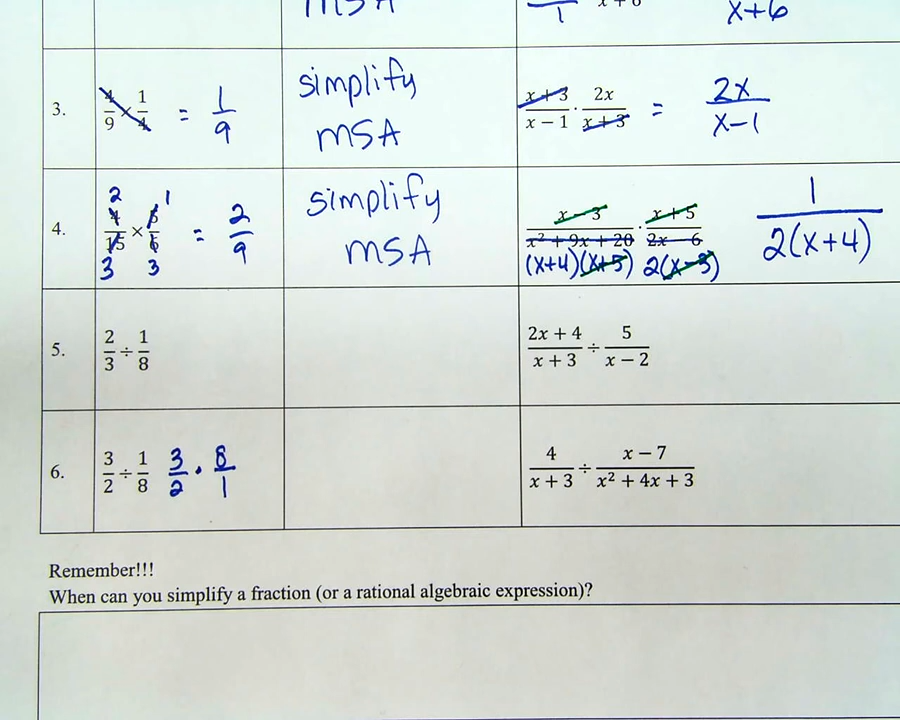 MSA
1 x + 6 x+6
3. 4/9 × 1/4 = 1/9 simplify MSA (x + 3)/(x − 1) · 2x/(x + 3) = 2x/(x−1)
4. 2 1
4/15 × 5/6 = 2/9 simplify MSA (x − 3)/(x² + 9x + 20) · (x + 5)/(2x − 6) 1/(2(x+4))
3 3 (x+4)(x+5) 2(x−3)
5. 2/3 ÷ 1/8 (2x + 4)/(x + 3) ÷ 5/(x − 2)
6. 3/2 ÷ 1/8 3/2 · 8/1 4/(x + 3) ÷ (x − 7)/(x² + 4x + 3)
Remember!!!
When can you simplify a fraction (or a rational algebraic expression)?